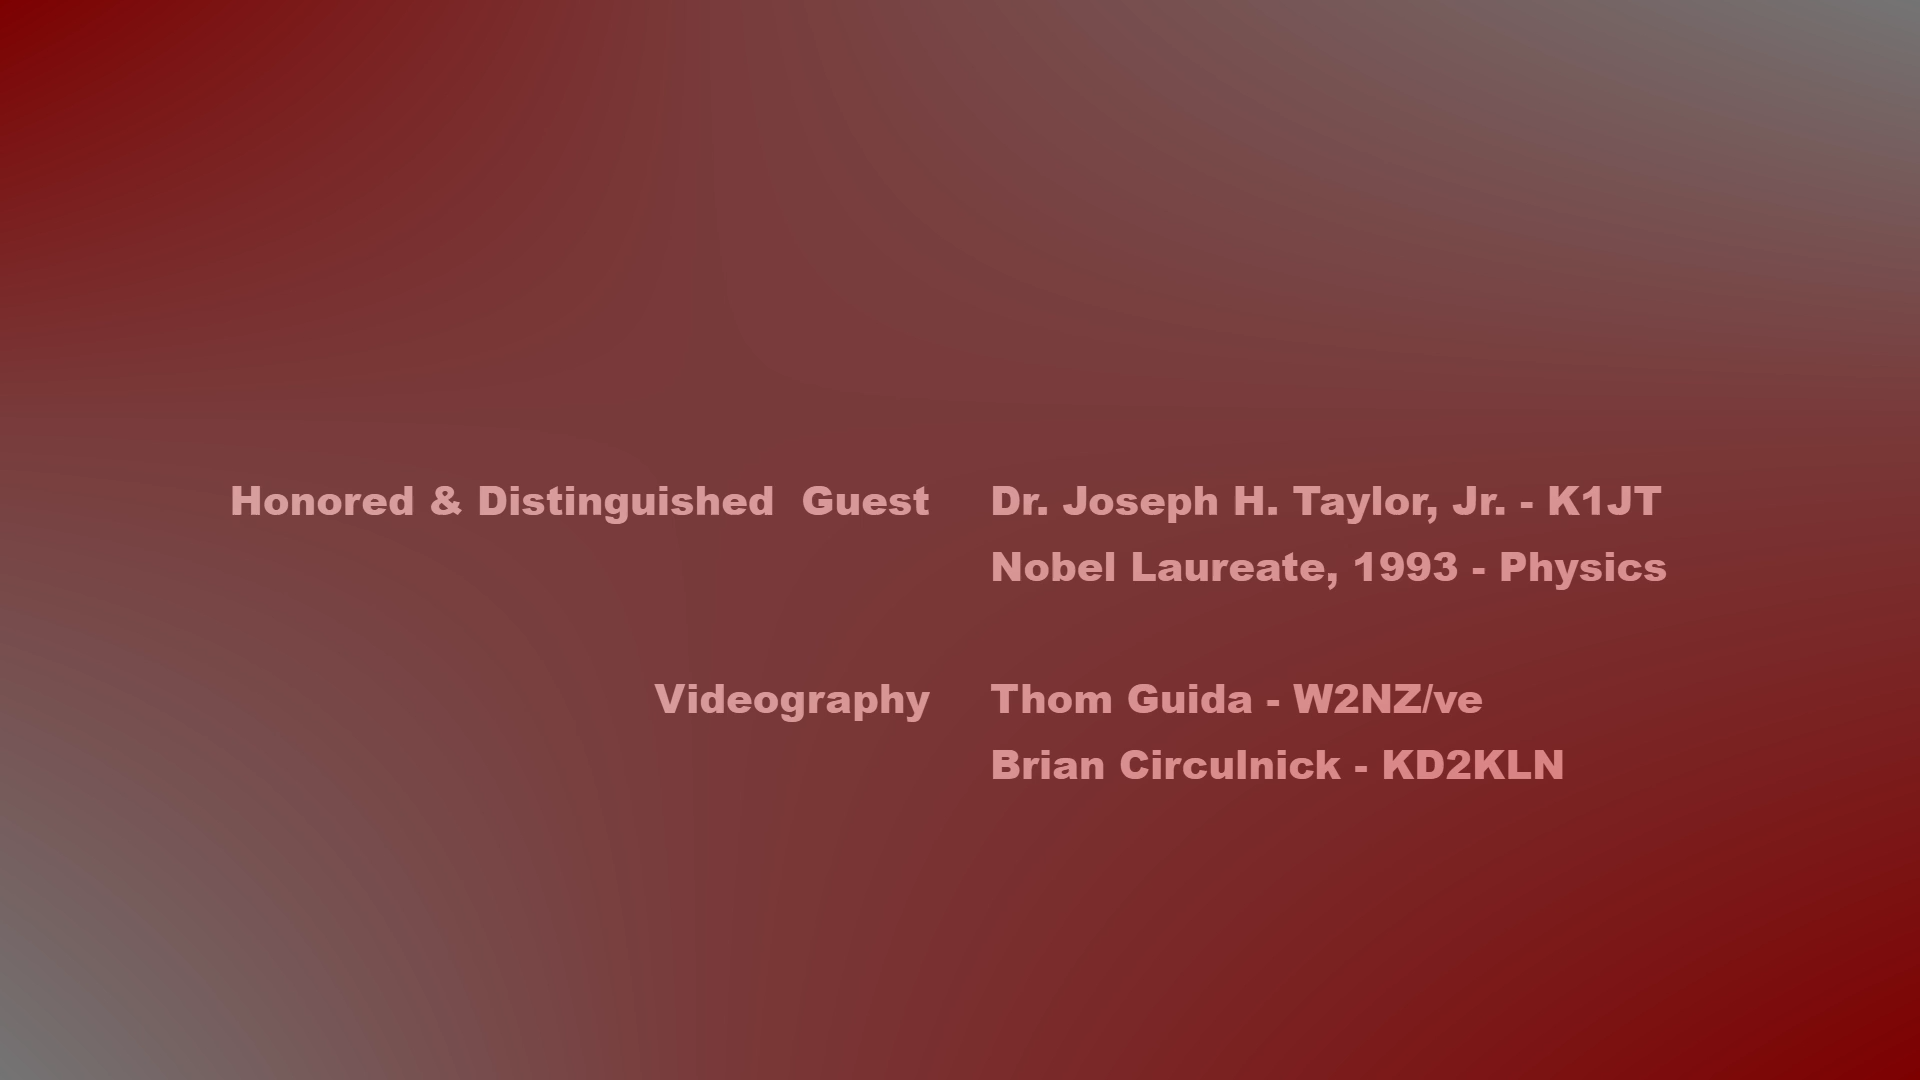 Honored & Distinguished  Guest    Dr. Joseph H. Taylor, Jr. - K1JT
Nobel Laureate, 1993 - Physics
Videography    Thom Guida - W2NZ/ve
Brian Circulnick - KD2KLN